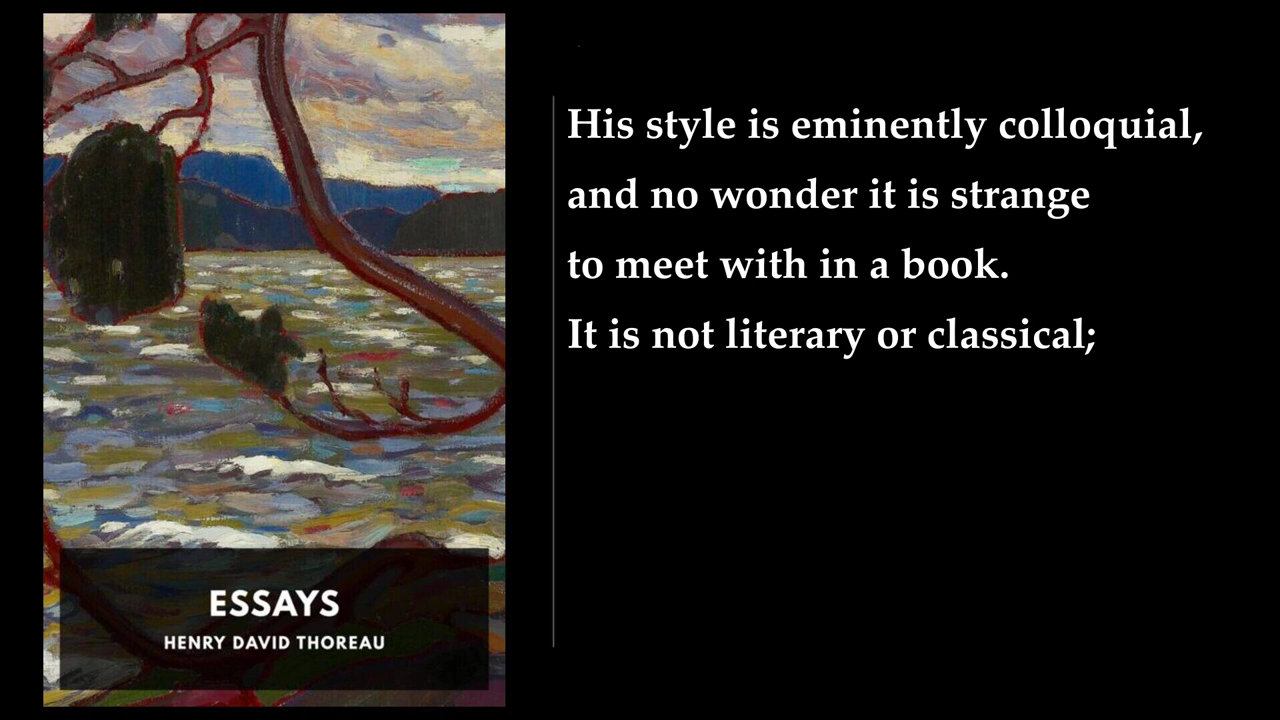 His style is eminently colloquial,
and no wonder it is strange
to meet with in a book.
It is not literary or classical;
ESSAYS
HENRY DAVID THOREAU